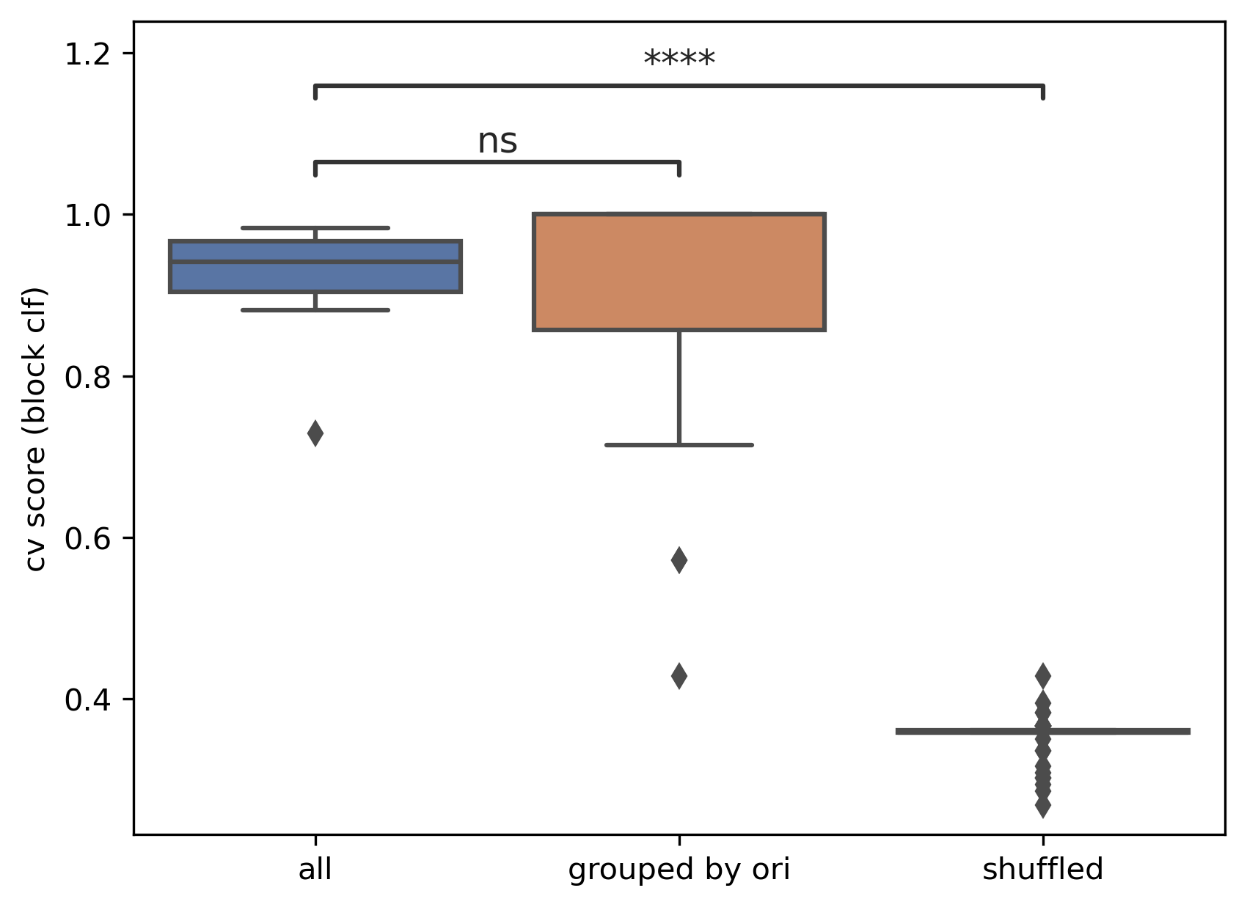 1.2
1.0
0.8
0.6
0.4
cv score (block clf)
****
ns
all
grouped by ori
shuffled